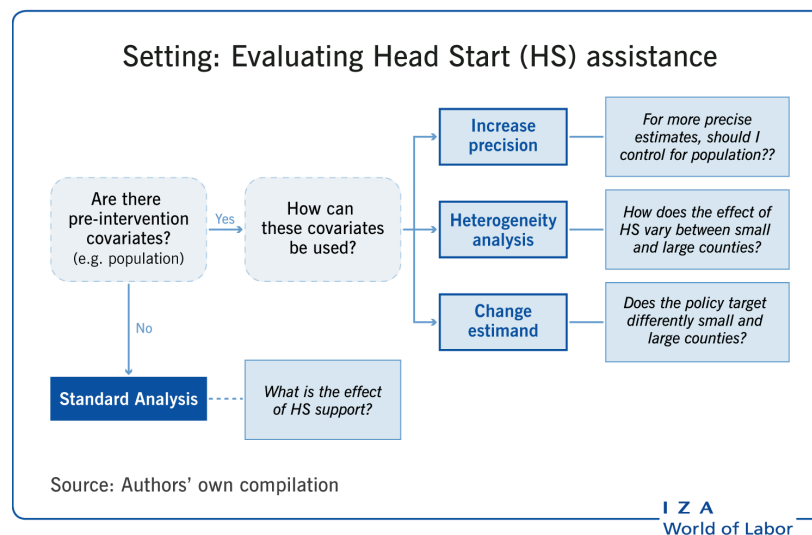 Setting: Evaluating Head Start (HS) assistance
Are there
pre-intervention
covariates?
(e.g. population)
Yes
How can
these covariates
be used?
Increase
precision
For more precise
estimates, should I
control for population??
Heterogeneity
analysis
How does the effect of
HS vary between small
and large counties?
Change
estimand
Does the policy target
differently small and
large counties?
No
Standard Analysis
What is the effect
of HS support?
Source: Authors' own compilation
I Z A
World of Labor